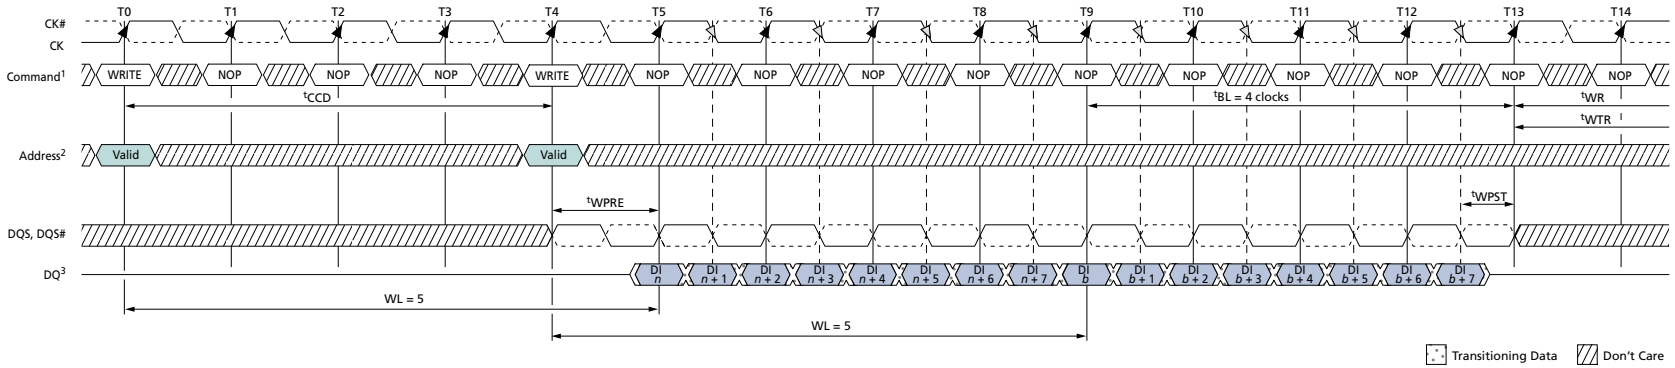 T0 T1 T2 T3 T4 T5 T6 T7 T8 T9 T10 T11 T12 T13 T14
CK#
CK
Command1 WRITE NOP NOP NOP WRITE NOP NOP NOP NOP NOP NOP NOP NOP NOP NOP
tCCD tBL = 4 clocks tWR
tWTR
Address2 Valid Valid
tWPRE tWPST
DQS, DQS#
DQ3 DI n DI n + 1 DI n + 2 DI n + 3 DI n + 4 DI n + 5 DI n + 6 DI n + 7 DI b DI b + 1 DI b + 2 DI b + 3 DI b + 4 DI b + 5 DI b + 6 DI b + 7
WL = 5
WL = 5
Transitioning Data Don't Care